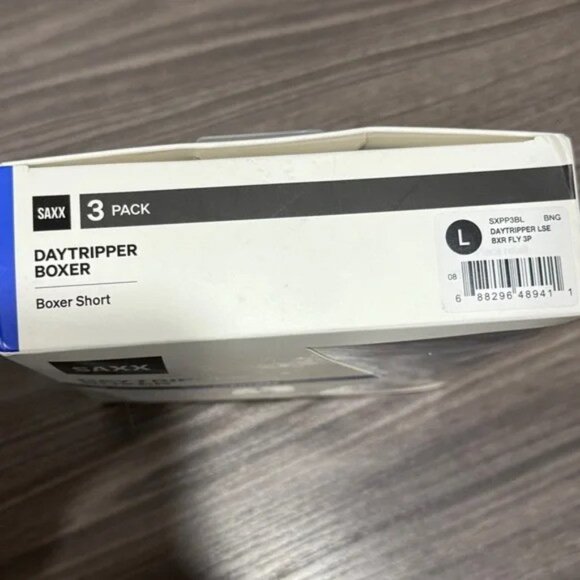 SAXX 3 PACK
DAYTRIPPER
BOXER
Boxer Short
L
SXPP3BL BNG
DAYTRIPPER LSE
BXR FLY 3P
08
6 88296 48941 1
SAXX